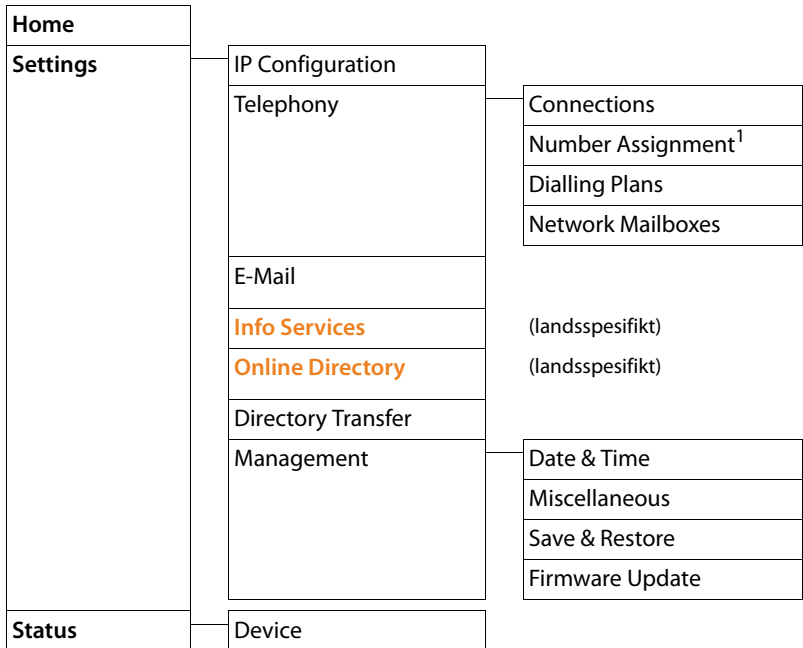 Home
Settings
IP Configuration
Telephony
Connections
Number Assignment1
Dialling Plans
Network Mailboxes
E-Mail
Info Services (landsspesifikt)
Online Directory (landsspesifikt)
Directory Transfer
Management
Date & Time
Miscellaneous
Save & Restore
Firmware Update
Status
Device